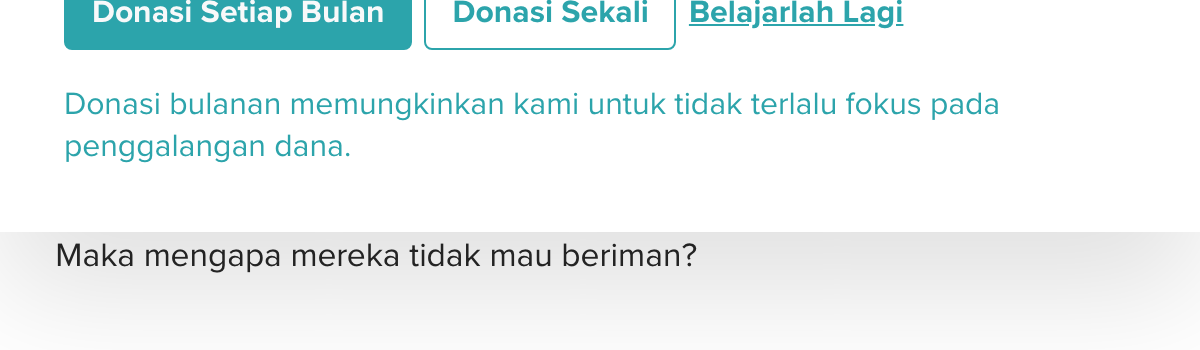 Donasi Setiap Bulan Donasi Sekali Belajarlah Lagi
Donasi bulanan memungkinkan kami untuk tidak terlalu fokus pada
penggalangan dana.
Maka mengapa mereka tidak mau beriman?